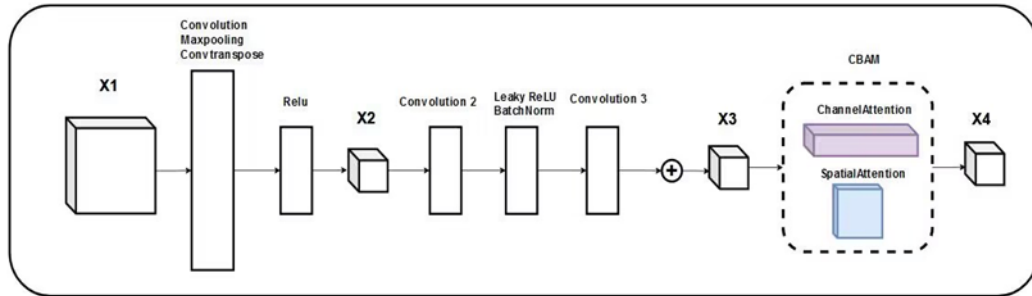 Convolution
Maxpooling
Convtranspose
X1
Relu
X2
Convolution 2
Leaky ReLU
BatchNorm
Convolution 3
X3
CBAM
ChannelAttention
SpatialAttention
X4